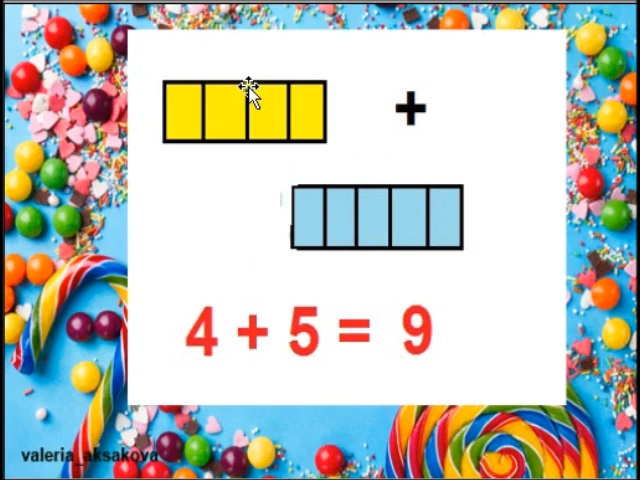 +
4 + 5 = 9
valeria_aksakova